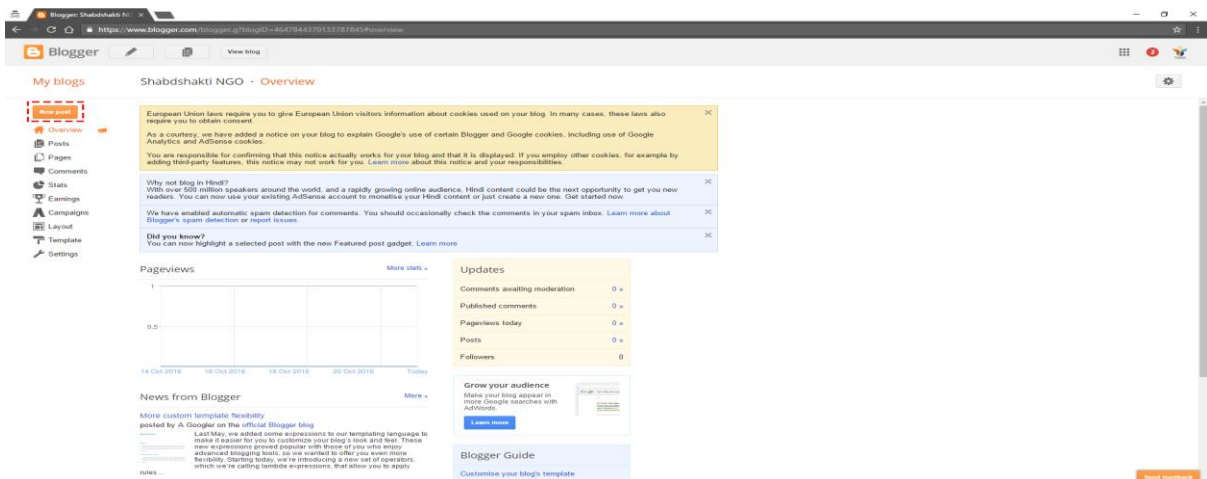 Blogger: Shabdshakti NG
https://www.blogger.com/blogger.g?blogID=4647844370133787845#overview
Blogger
View blog
2
My blogs
Shabdshakti NGO · Overview
New post
Overview
Posts
Pages
Comments
Stats
Earnings
Campaigns
Layout
Template
Settings
European Union laws require you to give European Union visitors information about cookies used on your blog. In many cases, these laws also
require you to obtain consent.
As a courtesy, we have added a notice on your blog to explain Google's use of certain Blogger and Google cookies, including use of Google
Analytics and AdSense cookies.
You are responsible for confirming that this notice actually works for your blog and that it is displayed. If you employ other cookies, for example by
adding third-party features, this notice may not work for you. Learn more about this notice and your responsibilities.
Why not blog in Hindi?
With over 500 million speakers around the world, and a rapidly growing online audience, Hindi content could be the next opportunity to get you new
readers. You can now use your existing AdSense account to monetise your Hindi content or just create a new one. Get started now.
We have enabled automatic spam detection for comments. You should occasionally check the comments in your spam inbox. Learn more about
Blogger's spam detection or report issues.
Did you know?
You can now highlight a selected post with the new Featured post gadget. Learn more
Pageviews
More stats »
1
0.5
14 Oct 2016 16 Oct 2016 18 Oct 2016 20 Oct 2016 Today
Updates
Comments awaiting moderation 0 »
Published comments 0 »
Pageviews today 0 »
Posts 0 »
Followers 0
News from Blogger
More »
More custom template flexibility
posted by A Googler on the official Blogger blog
Last May, we added some expressions to our templating language to
make it easier for you to customize your blog's look and feel. These
new expressions proved popular with those of you who enjoy
advanced blogging tools, so we wanted to offer you even more
flexibility. Starting today, we're introducing a new set of operators,
which we're calling lambda expressions, that allow you to apply
rules ...
Grow your audience
Make your blog appear in
more Google searches with
AdWords.
Learn more
Blogger Guide
Customise your blog's template
Send feedback